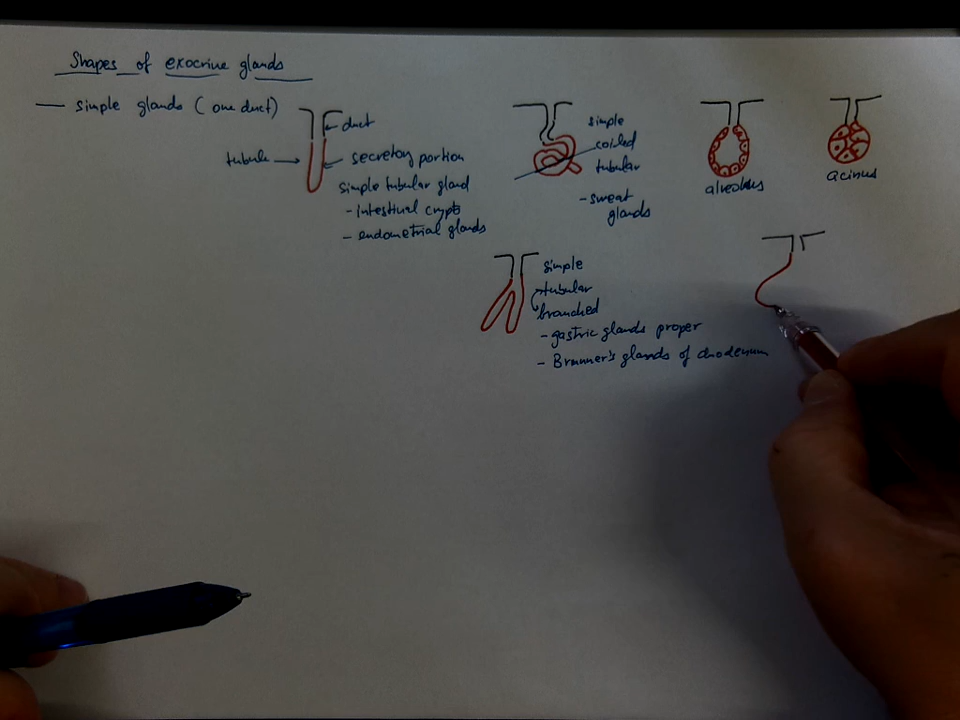 Shapes of exocrine glands
— simple glands (one duct)
duct
tubule
secretory portion
simple tubular gland
- intestinal crypts
- endometrial glands
simple
coiled
tubular
- sweat
glands
alveolus
acinus
simple
tubular
branched
- gastric glands proper
- Brunner's glands of duodenum